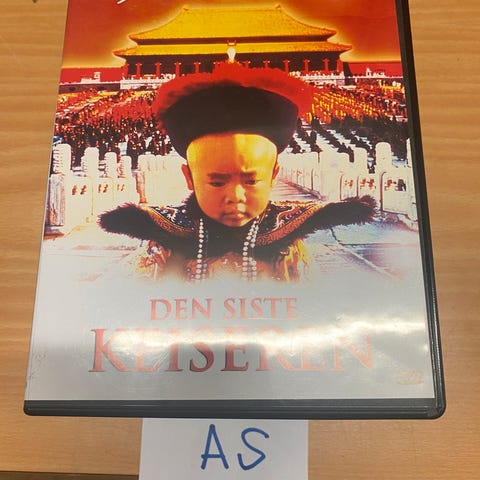 DEN SISTE
KEISEREN
AS